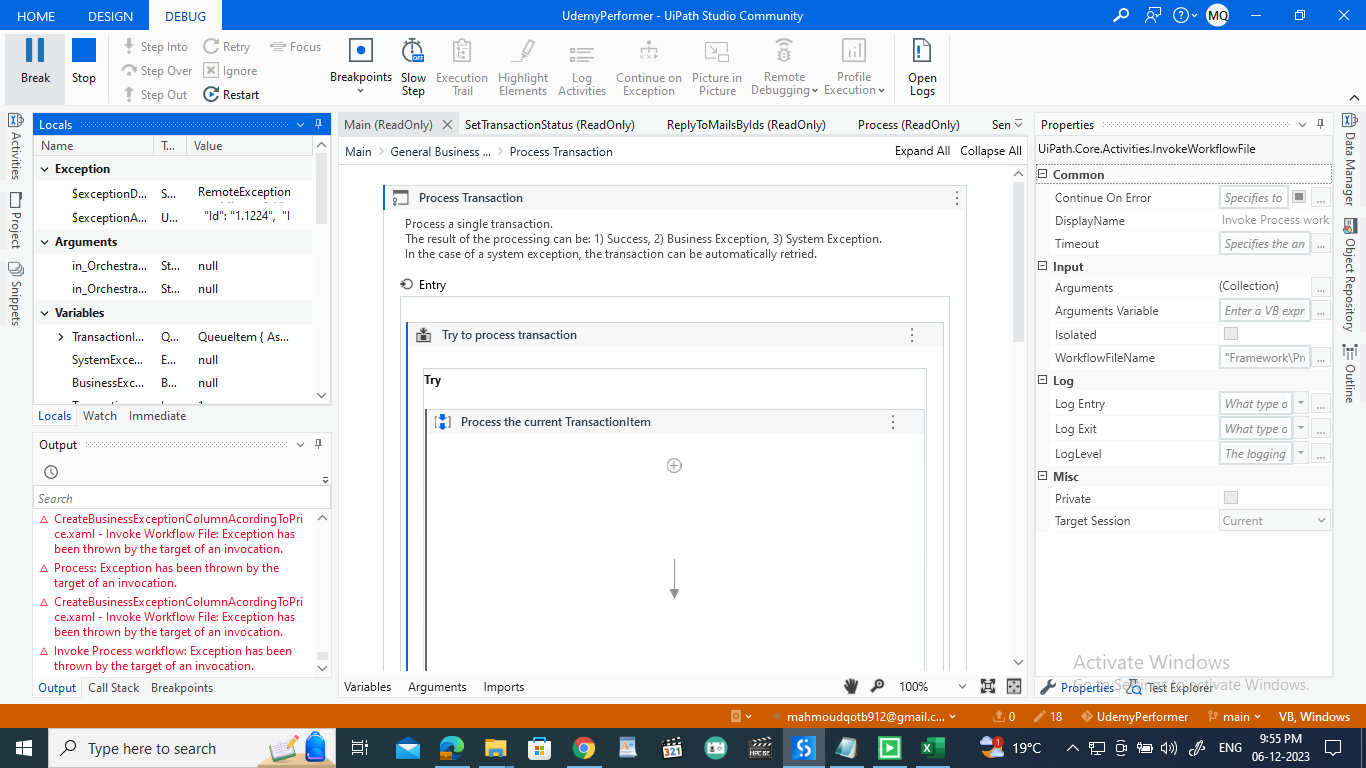 HOME DESIGN DEBUG UdemyPerformer - UiPath Studio Community MQ
Break Stop
Step Into Retry Focus
Step Over Ignore
Step Out Restart
Breakpoints Slow Step Execution Trail Highlight Elements Log Activities Continue on Exception Picture in Picture Remote Debugging Profile Execution Open Logs
Activities
Project
Snippets
Locals
Name T... Value
Exception
$exceptionD... S... RemoteException
$exceptionA... U... "Id": "1.1224", "I
Arguments
in_Orchestra... St... null
in_Orchestra... St... null
Variables
TransactionI... Q... QueueItem { As...
SystemExce... E... null
BusinessExc... B... null
Locals Watch Immediate
Output
Search
CreateBusinessExceptionColumnAcordingToPri
ce.xaml - Invoke Workflow File: Exception has
been thrown by the target of an invocation.
Process: Exception has been thrown by the
target of an invocation.
CreateBusinessExceptionColumnAcordingToPri
ce.xaml - Invoke Workflow File: Exception has
been thrown by the target of an invocation.
Invoke Process workflow: Exception has been
thrown by the target of an invocation.
Output Call Stack Breakpoints
Main (ReadOnly) SetTransactionStatus (ReadOnly) ReplyToMailsByIds (ReadOnly) Process (ReadOnly) Sen
Main > General Business ... > Process Transaction Expand All Collapse All
Process Transaction
Process a single transaction.
The result of the processing can be: 1) Success, 2) Business Exception, 3) System Exception.
In the case of a system exception, the transaction can be automatically retried.
Entry
Try to process transaction
Try
Process the current TransactionItem
Variables Arguments Imports 100%
Properties
UiPath.Core.Activities.InvokeWorkflowFile
Common
Continue On Error Specifies to ...
DisplayName Invoke Process work
Timeout Specifies the an ...
Input
Arguments (Collection) ...
Arguments Variable Enter a VB expr ...
Isolated
WorkflowFileName "Framework\Pr ...
Log
Log Entry What type o ...
Log Exit What type o ...
LogLevel The logging ...
Misc
Private
Target Session Current
Activate Windows
Go to Settings to activate Windows.
Properties Test Explorer
Data Manager
Object Repository
Outline
mahmoudqotb912@gmail.c... 0 18 UdemyPerformer main VB, Windows
Type here to search 321 1 19°C ENG 9:55 PM
06-12-2023